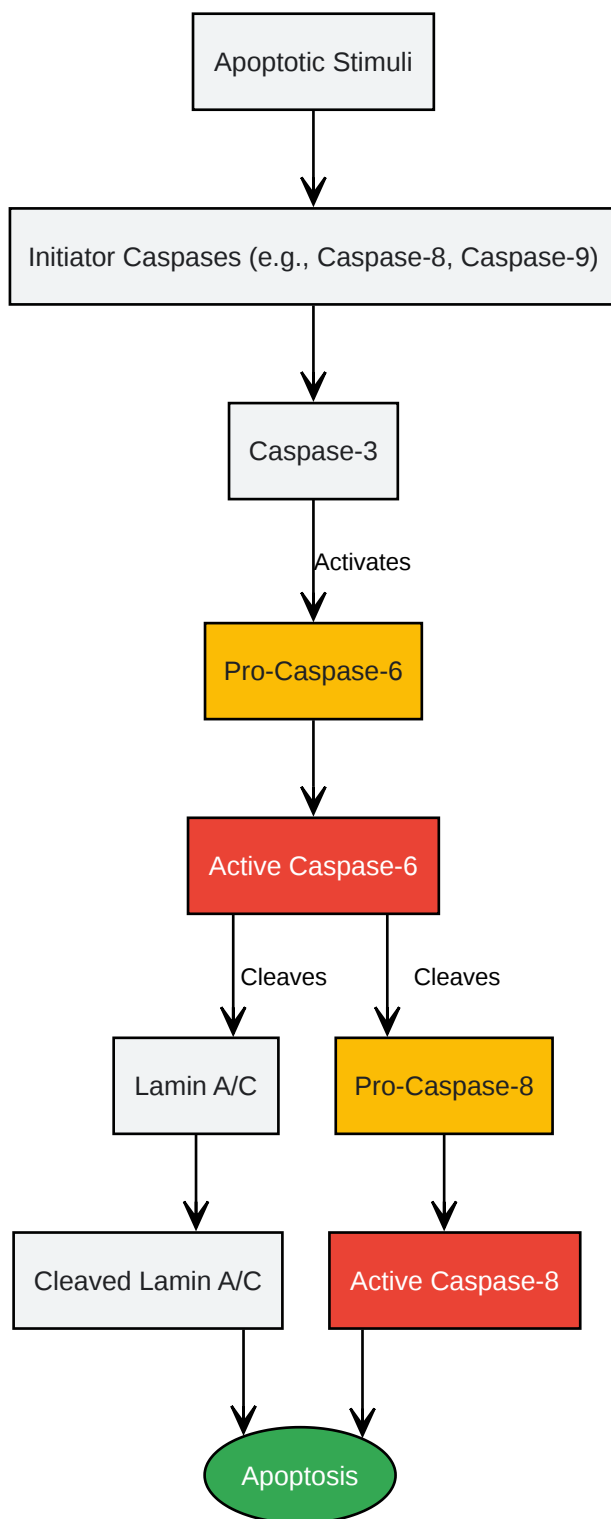 Apoptotic Stimuli
Initiator Caspases (e.g., Caspase-8, Caspase-9)
Caspase-3
Activates
Pro-Caspase-6
Active Caspase-6
Cleaves
Cleaves
Lamin A/C
Pro-Caspase-8
Cleaved Lamin A/C
Active Caspase-8
Apoptosis